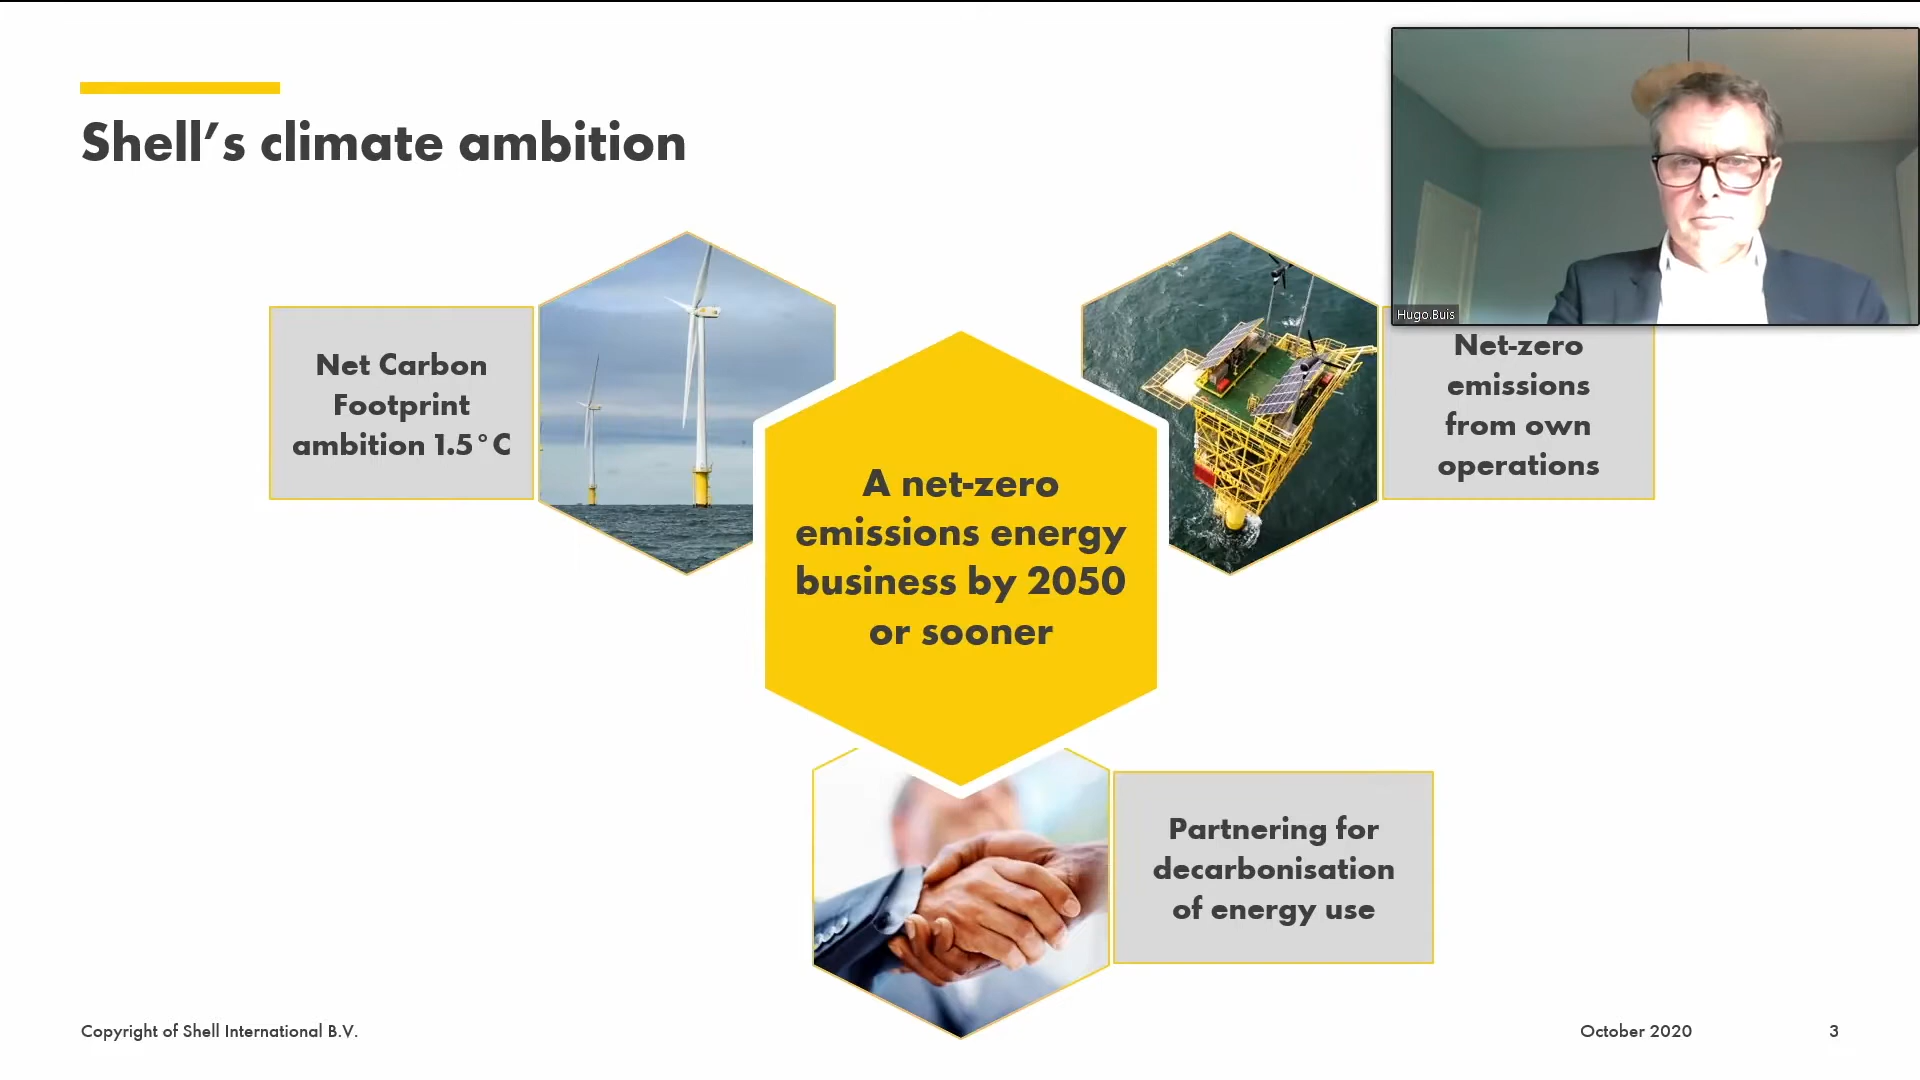 Shell’s climate ambition
Hugo.Buis
Net Carbon
Footprint
ambition 1.5°C
A net-zero
emissions energy
business by 2050
or sooner
Net-zero
emissions
from own
operations
Partnering for
decarbonisation
of energy use
Copyright of Shell International B.V.
October 2020
3